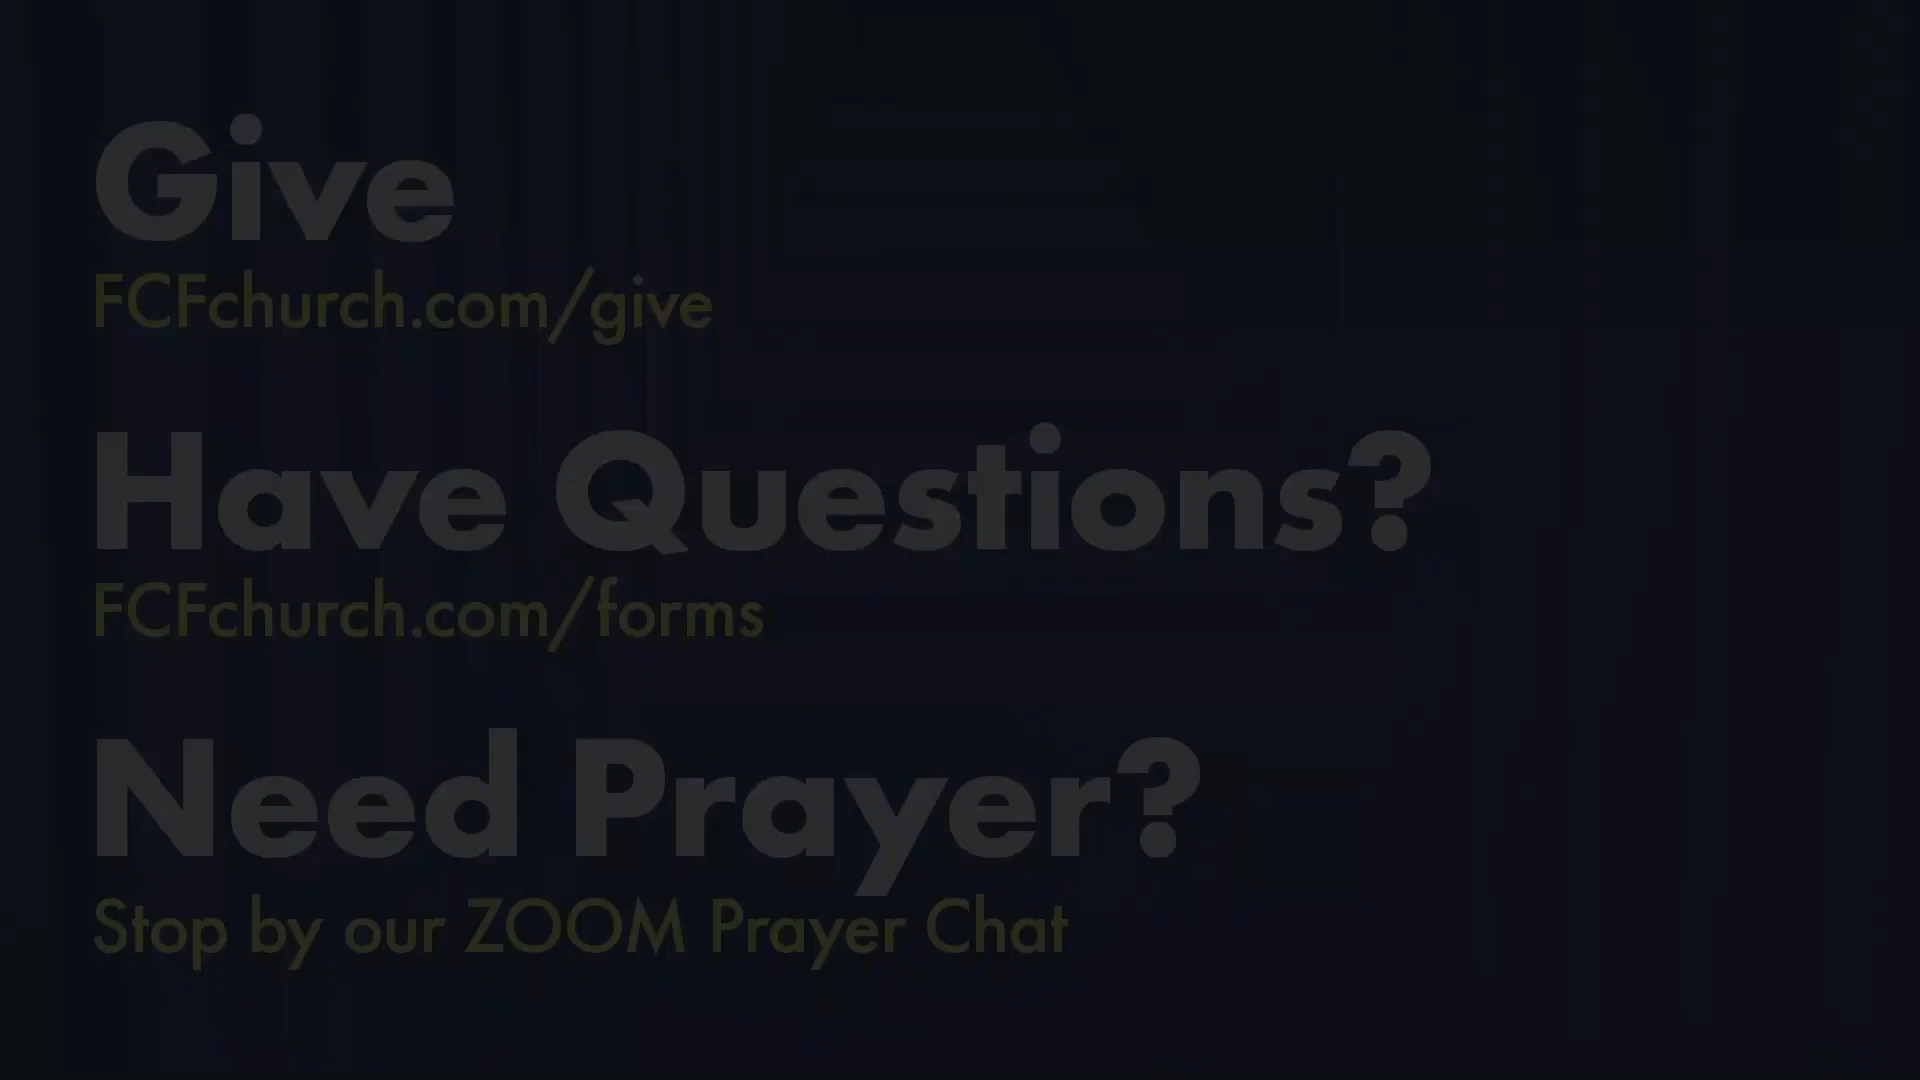 Give
FCFchurch.com/give
Have Questions?
FCFchurch.com/forms
Need Prayer?
Stop by our ZOOM Prayer Chat